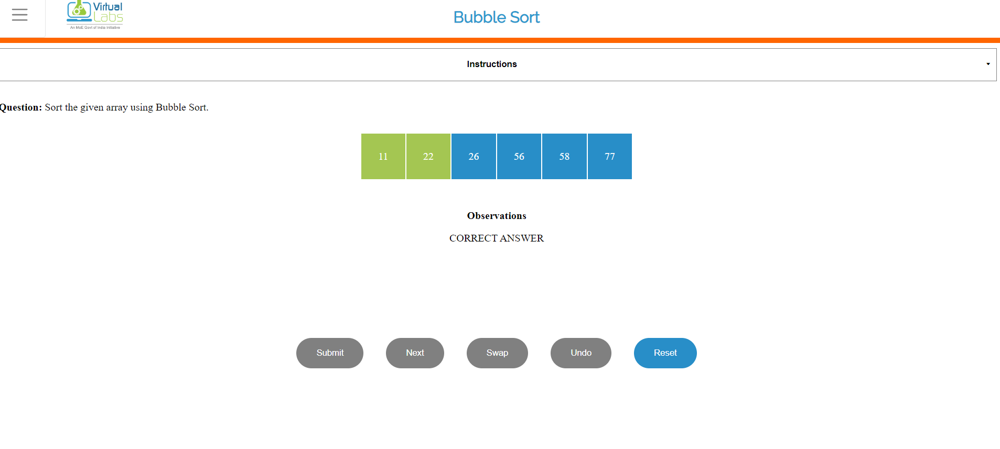 Virtual
Labs
An MoE Govt of India Initiative
Bubble Sort
Instructions
Question: Sort the given array using Bubble Sort.
11 22 26 56 58 77
Observations
CORRECT ANSWER
Submit Next Swap Undo Reset